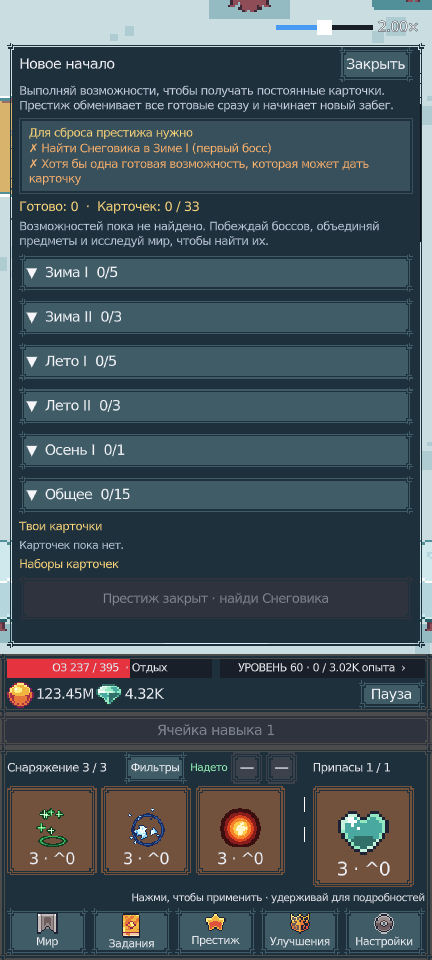 2.00×
Новое начало
Закрыть
Выполняй возможности, чтобы получать постоянные карточки.
Престиж обменивает все готовые сразу и начинает новый забег.
Для сброса престижа нужно
✗ Найти Снеговика в Зиме I (первый босс)
✗ Хотя бы одна готовая возможность, которая может дать
карточку
Готово: 0 · Карточек: 0 / 33
Возможностей пока не найдено. Побеждай боссов, объединяй
предметы и исследуй мир, чтобы найти их.
▼ Зима I 0/5
▼ Зима II 0/3
▼ Лето I 0/5
▼ Лето II 0/3
▼ Осень I 0/1
▼ Общее 0/15
Твои карточки
Карточек пока нет.
Наборы карточек
Престиж закрыт · найди Снеговика
ОЗ 237 / 395 · Отдых
УРОВЕНЬ 60 · 0 / 3.02K опыта ›
123.45M 4.32K
Пауза
Ячейка навыка 1
Снаряжение 3 / 3 Фильтры Надето — — Припасы 1 / 1
3 · ^0 3 · ^0 3 · ^0 3 · ^0
Нажми, чтобы применить · удерживай для подробностей
Мир Задания Престиж Улучшения Настройки